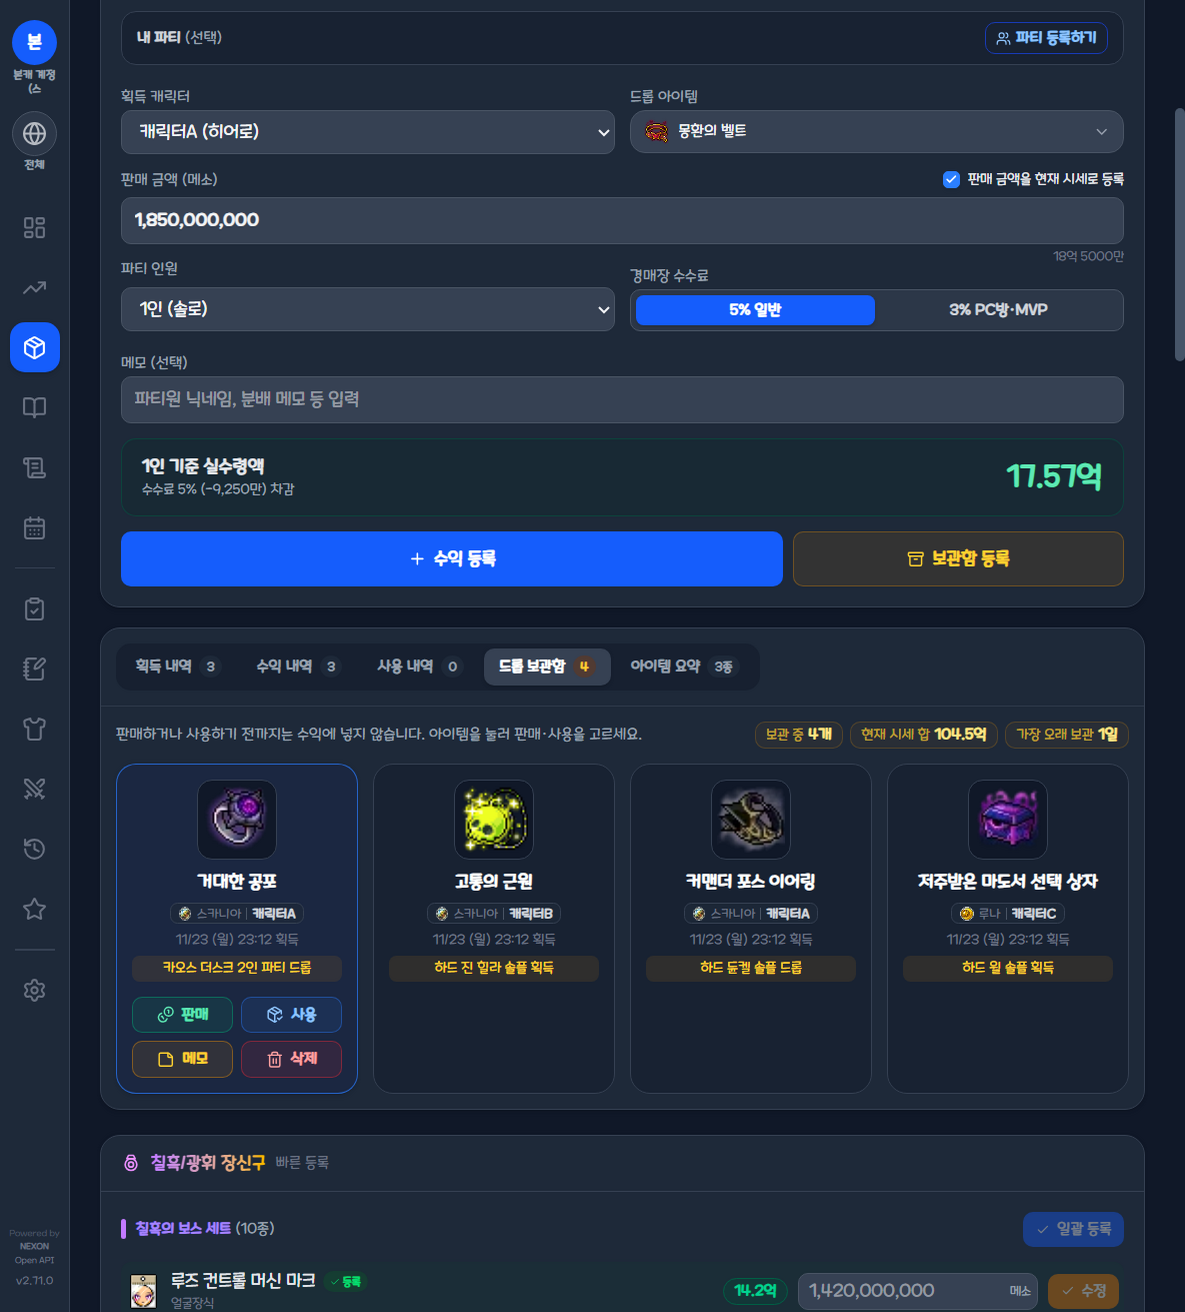 본
본캐 계정
(스
전체
Powered by
NEXON
Open API
v2.11.0
내 파티 (선택)
파티 등록하기
획득 캐릭터
드롭 아이템
캐릭터A (히어로)
몽환의 벨트
판매 금액 (메소)
판매 금액을 현재 시세로 등록
1,850,000,000
18억 5000만
파티 인원
경매장 수수료
1인 (솔로)
5% 일반
3% PC방·MVP
메모 (선택)
파티원 닉네임, 분배 메모 등 입력
1인 기준 실수령액
수수료 5% (-9,250만) 차감
17.57억
+ 수익 등록
보관함 등록
획득 내역 3
수익 내역 3
사용 내역 0
드롭 보관함 4
아이템 요약 3종
판매하거나 사용하기 전까지는 수익에 넣지 않습니다. 아이템을 눌러 판매·사용을 고르세요.
보관 중 4개
현재 시세 합 104.5억
가장 오래 보관 1일
거대한 공포
스카니아 | 캐릭터A
11/23 (월) 23:12 획득
카오스 더스크 2인 파티 드롭
판매
사용
메모
삭제
고통의 근원
스카니아 | 캐릭터B
11/23 (월) 23:12 획득
하드 진 힐라 솔플 획득
커맨더 포스 이어링
스카니아 | 캐릭터A
11/23 (월) 23:12 획득
하드 듄켈 솔플 드롭
저주받은 마도서 선택 상자
루나 | 캐릭터C
11/23 (월) 23:12 획득
하드 윌 솔플 획득
칠흑/광휘 장신구 빠른 등록
칠흑의 보스 세트 (10종)
일괄 등록
루즈 컨트롤 머신 마크
등록
얼굴장식
14.2억
1,420,000,000
메소
수정